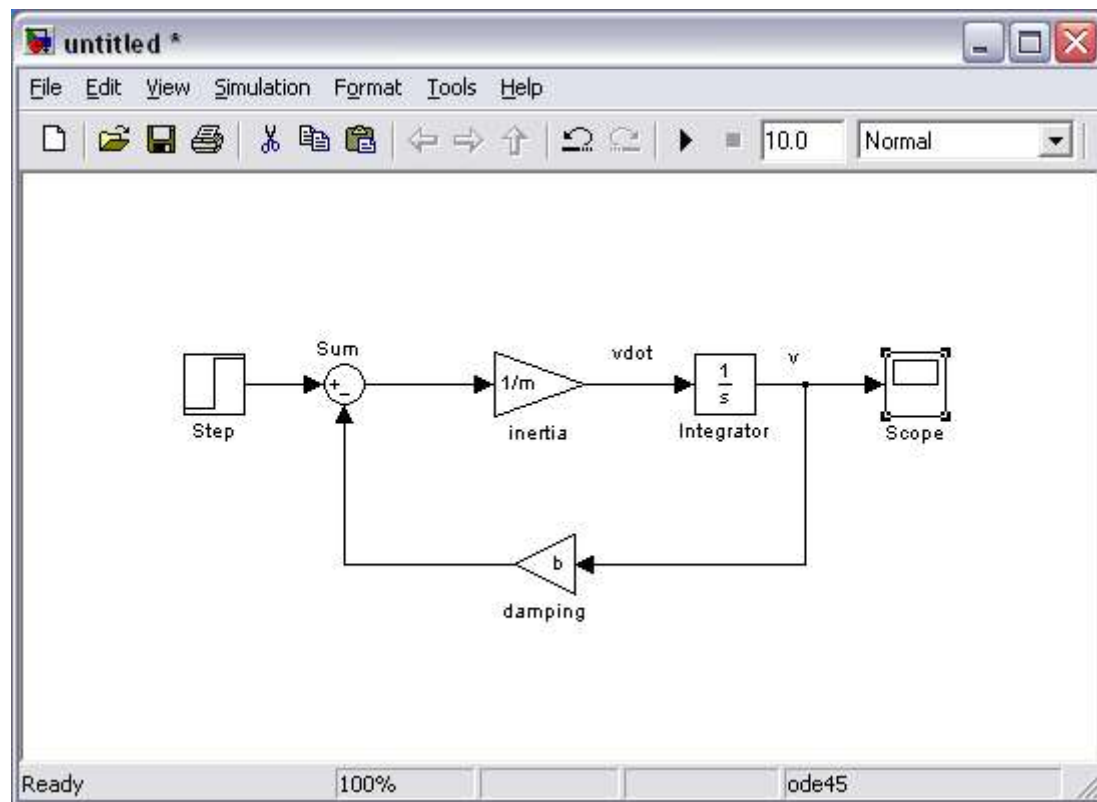 untitled *
File Edit View Simulation Format Tools Help
10.0 Normal
Sum vdot v
+ 1/m 1
− s
Step inertia Integrator Scope
b
damping
Ready 100% ode45